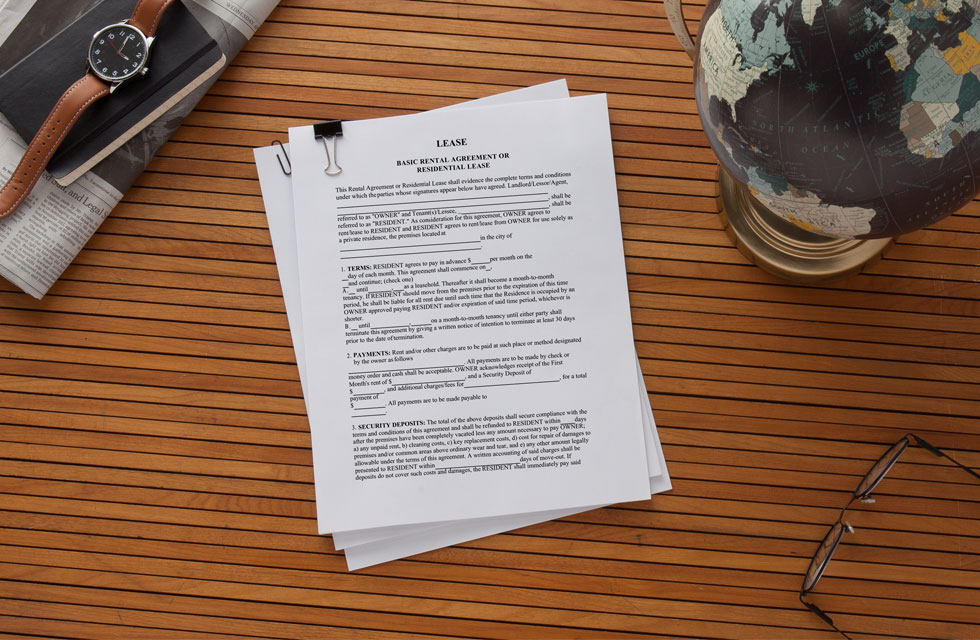 LEASE
BASIC RENTAL AGREEMENT OR
RESIDENTIAL LEASE
This Rental Agreement or Residential Lease shall evidence the complete terms and conditions
under which the parties whose signatures appear below have agreed. Landlord/Lessor/Agent,
____________________, shall be
referred to as "OWNER" and Tenant(s)/Lessee, ____________________, shall be
referred to as "RESIDENT." As consideration for this agreement, OWNER agrees to
rent/lease to RESIDENT and RESIDENT agrees to rent/lease from OWNER for use solely as
a private residence, the premises located at
____________________ in the city of
____________________.
1. TERMS: RESIDENT agrees to pay in advance $______ per month on the
__day of each month. This agreement shall commence on_,
__and continue; (check one)
A.__ until ______,____as a leasehold. Thereafter it shall become a month-to-month
tenancy. If RESIDENT should move from the premises prior to the expiration of this time
period, he shall be liable for all rent due until such time that the Residence is occupied by an
OWNER approved paying RESIDENT and/or expiration of said time period, whichever is
shorter.
B.__ until __________,_____ on a month-to-month tenancy until either party shall
terminate this agreement by giving a written notice of intention to terminate at least 30 days
prior to the date of termination.
2. PAYMENTS: Rent and/or other charges are to be paid at such place or method designated
by the owner as follows
____________________. All payments are to be made by check or
money order and cash shall be acceptable. OWNER acknowledges receipt of the First
Month's rent of $__________, and a Security Deposit of
$________, and additional charges/fees for____________________, for a total
payment of
$________. All payments are to be made payable to
________.
3. SECURITY DEPOSITS: The total of the above deposits shall secure compliance with the
terms and conditions of this agreement and shall be refunded to RESIDENT within____days
after the premises have been completely vacated less any amount necessary to pay OWNER;
a) any unpaid rent, b) cleaning costs, c) key replacement costs, d) cost for repair of damages to
premises and/or common areas above ordinary wear and tear, and e) any other amount legally
allowable under the terms of this agreement. A written accounting of said charges shall be
presented to RESIDENT within____________________ days of move-out. If
deposits do not cover such costs and damages, the RESIDENT shall immediately pay said
EUROPE
NORTH ATLANTIC
OCEAN
and Legal